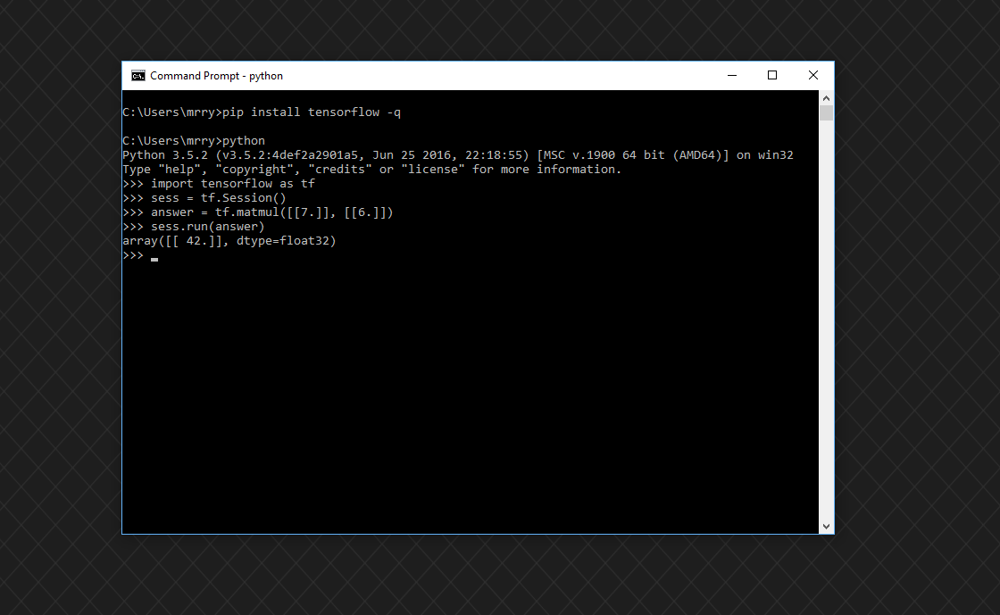 Command Prompt - python
C:\Users\mrry>pip install tensorflow -q
C:\Users\mrry>python
Python 3.5.2 (v3.5.2:4def2a2901a5, Jun 25 2016, 22:18:55) [MSC v.1900 64 bit (AMD64)] on win32
Type "help", "copyright", "credits" or "license" for more information.
>>> import tensorflow as tf
>>> sess = tf.Session()
>>> answer = tf.matmul([[7.]], [[6.]])
>>> sess.run(answer)
array([[ 42.]], dtype=float32)
>>>